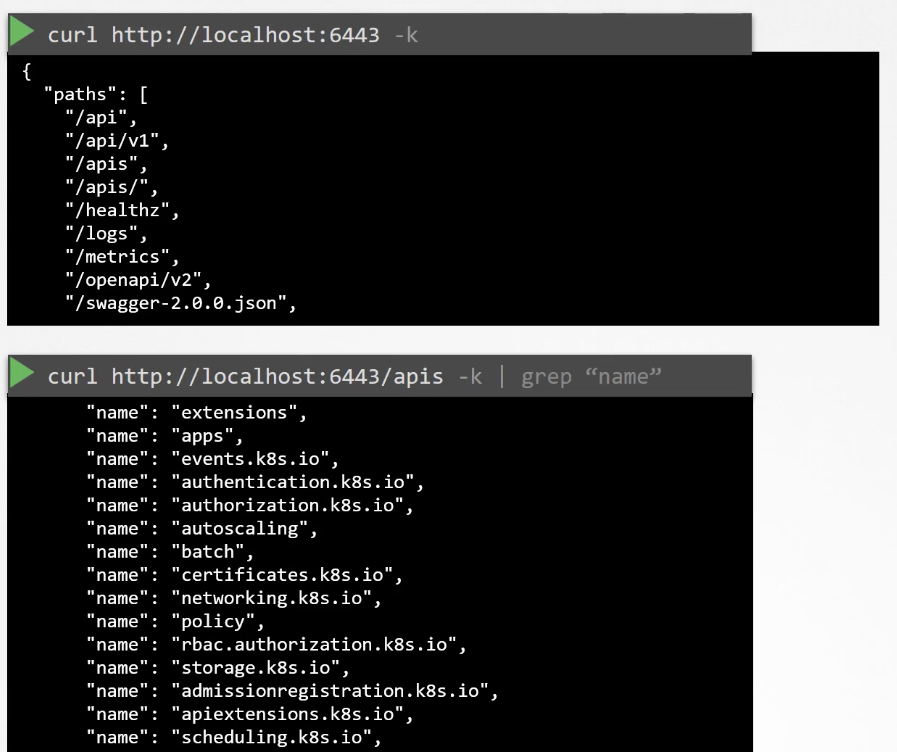 curl http://localhost:6443 -k
{
"paths": [
"/api",
"/api/v1",
"/apis",
"/apis/",
"/healthz",
"/logs",
"/metrics",
"/openapi/v2",
"/swagger-2.0.0.json",
curl http://localhost:6443/apis -k | grep “name”
"name": "extensions",
"name": "apps",
"name": "events.k8s.io",
"name": "authentication.k8s.io",
"name": "authorization.k8s.io",
"name": "autoscaling",
"name": "batch",
"name": "certificates.k8s.io",
"name": "networking.k8s.io",
"name": "policy",
"name": "rbac.authorization.k8s.io",
"name": "storage.k8s.io",
"name": "admissionregistration.k8s.io",
"name": "apiextensions.k8s.io",
"name": "scheduling.k8s.io",